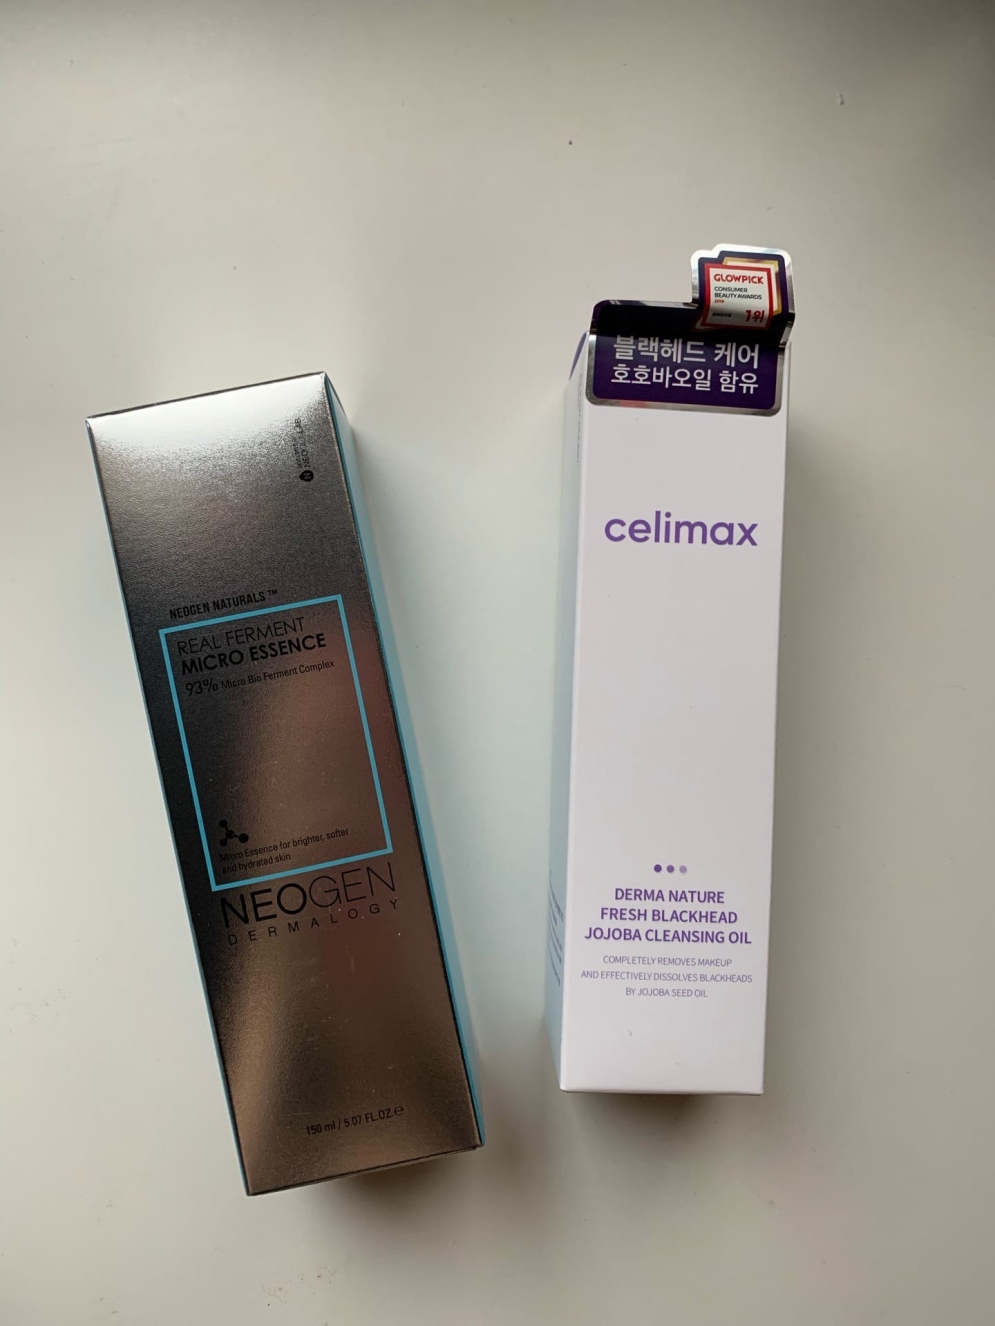 NEOGEN LAB
NEOGEN NATURALS™
REAL FERMENT
MICRO ESSENCE
93% Micro Bio Ferment Complex
Micro Essence for brighter, softer
and hydrated skin
NEOGEN
DERMALOGY
150 ml / 5.07 FL.OZ.℮
GLOWPICK
CONSUMER
BEAUTY AWARDS
1위
블랙헤드 케어
호호바오일 함유
celimax
DERMA NATURE
FRESH BLACKHEAD
JOJOBA CLEANSING OIL
COMPLETELY REMOVES MAKEUP
AND EFFECTIVELY DISSOLVES BLACKHEADS
BY JOJOBA SEED OIL